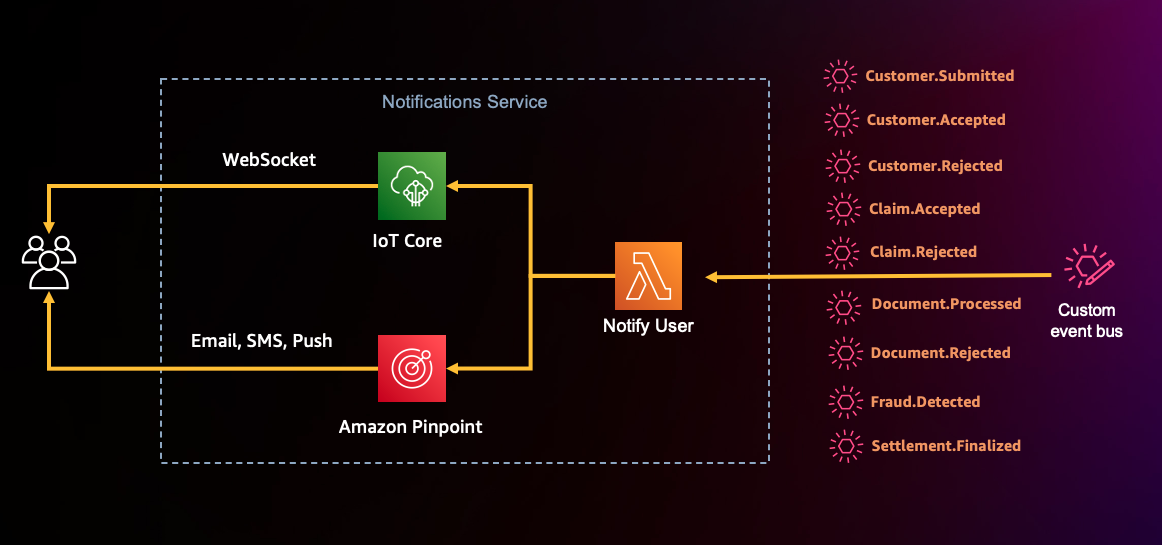 Notifications Service
WebSocket
IoT Core
Email, SMS, Push
Amazon Pinpoint
Notify User
Customer.Submitted
Customer.Accepted
Customer.Rejected
Claim.Accepted
Claim.Rejected
Document.Processed
Document.Rejected
Fraud.Detected
Settlement.Finalized
Custom
event bus